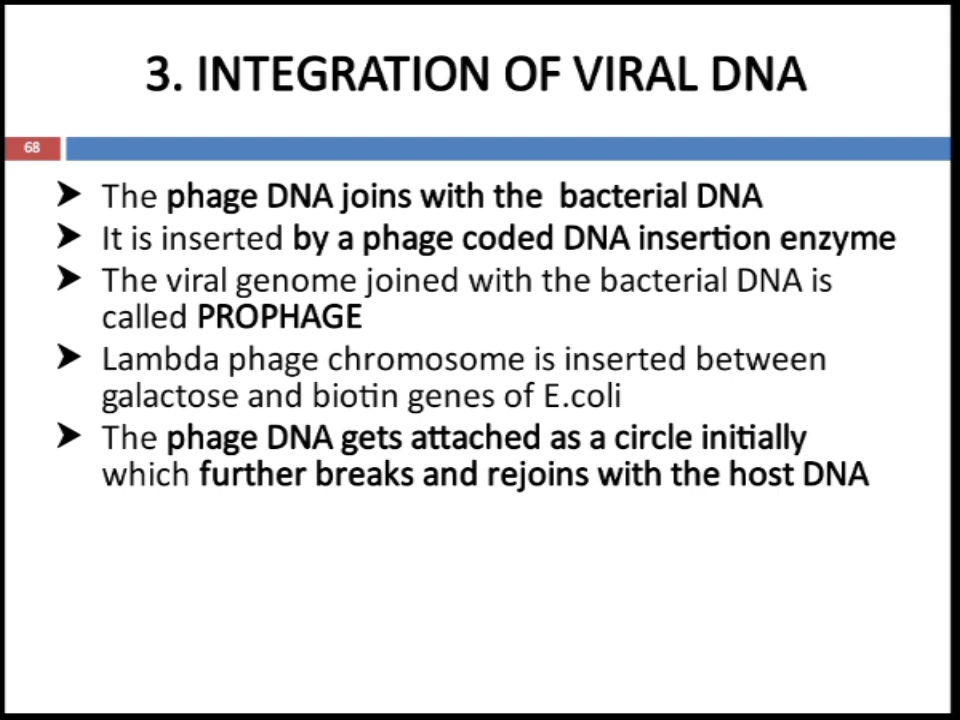 3. INTEGRATION OF VIRAL DNA
68
➤ The phage DNA joins with the bacterial DNA
➤ It is inserted by a phage coded DNA insertion enzyme
➤ The viral genome joined with the bacterial DNA is
called PROPHAGE
➤ Lambda phage chromosome is inserted between
galactose and biotin genes of E.coli
➤ The phage DNA gets attached as a circle initially
which further breaks and rejoins with the host DNA